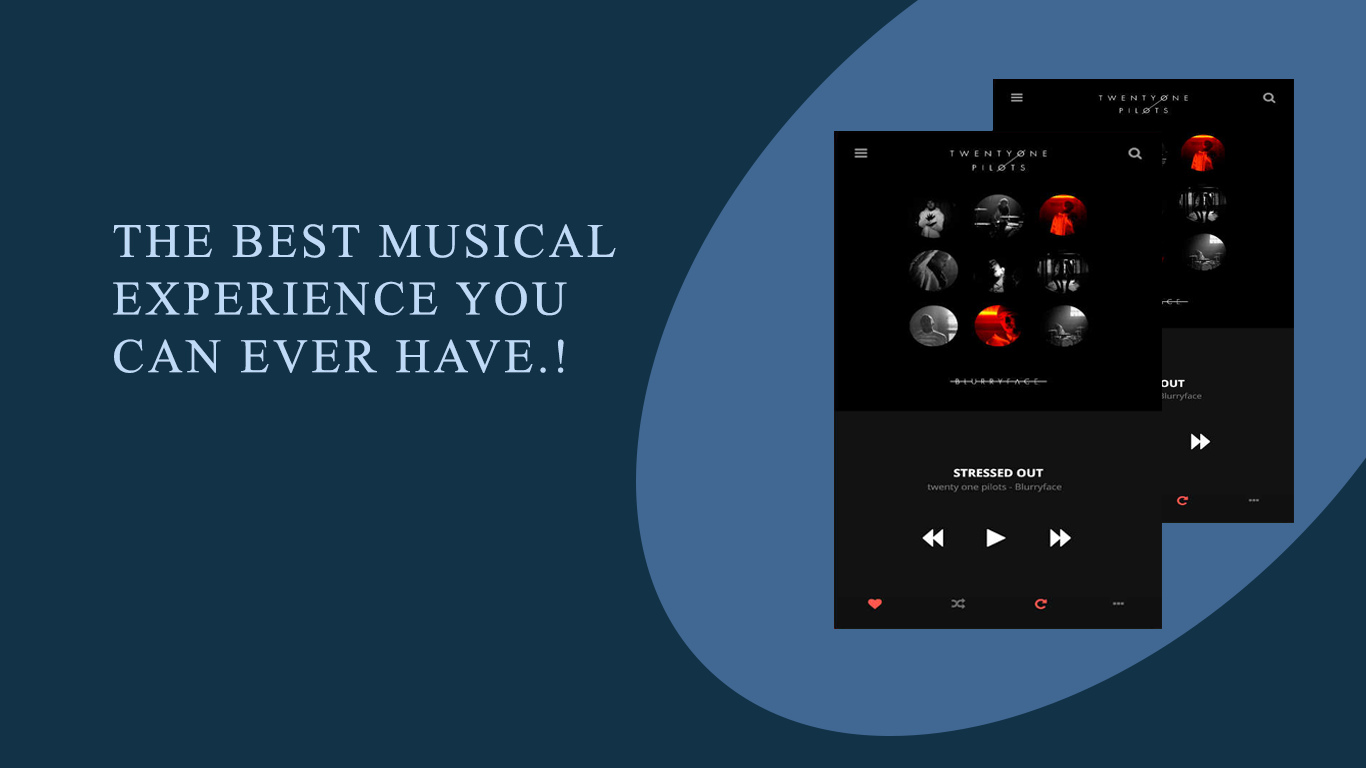 THE BEST MUSICAL
EXPERIENCE YOU
CAN EVER HAVE.!
TWENTYØNE
PILØTS
BLURRYFACE
STRESSED OUT
twenty one pilots - Blurryface
TWENTYØNE
PILØTS
CE
OUT
Blurryface